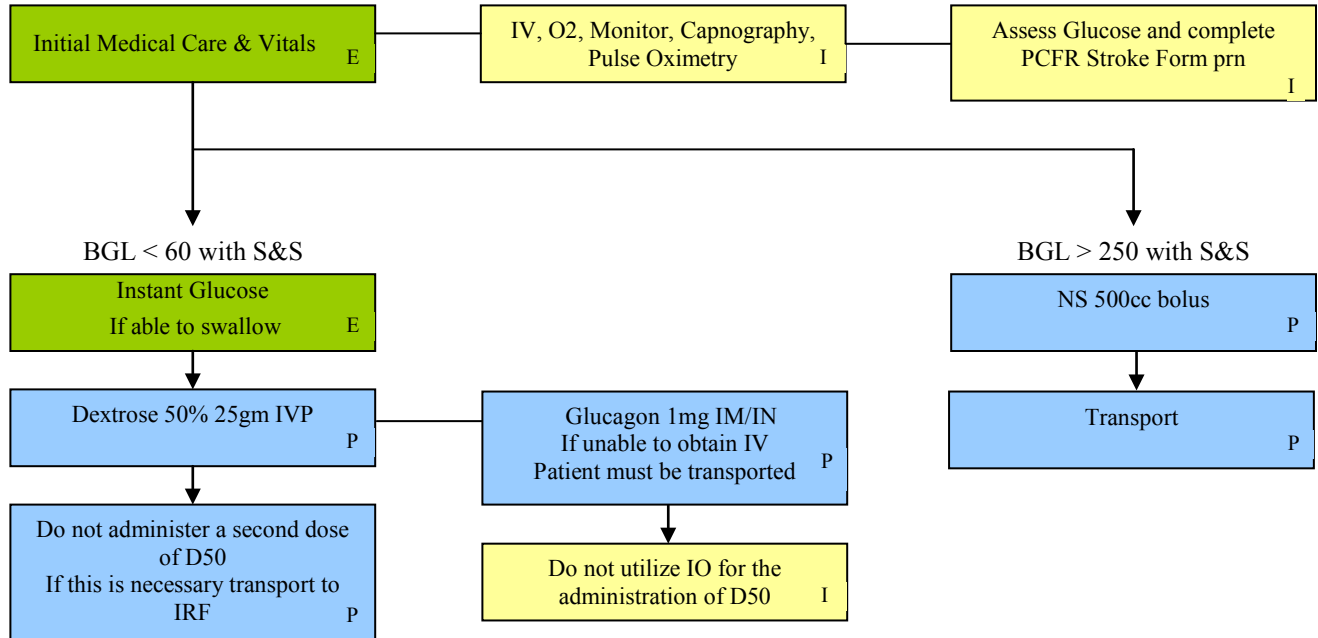 Initial Medical Care & Vitals
E
IV, O2, Monitor, Capnography,
Pulse Oximetry
I
Assess Glucose and complete
PCFR Stroke Form prn
I
BGL < 60 with S&S
Instant Glucose
If able to swallow
E
Dextrose 50% 25gm IVP
P
Do not administer a second dose
of D50
If this is necessary transport to
IRF
P
Glucagon 1mg IM/IN
If unable to obtain IV
Patient must be transported
P
Do not utilize IO for the
administration of D50
I
BGL > 250 with S&S
NS 500cc bolus
P
Transport
P